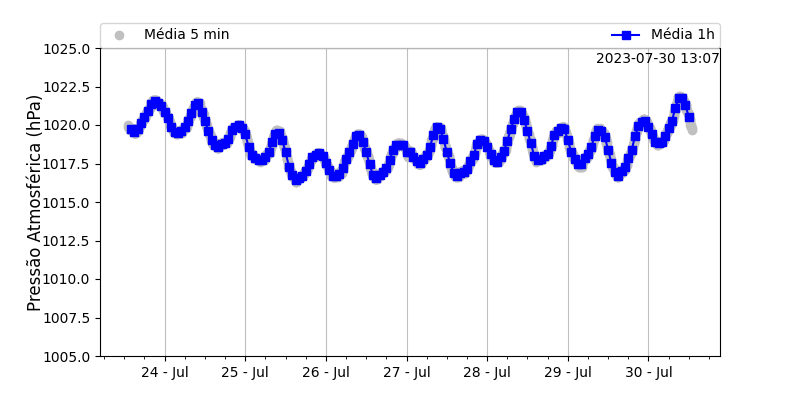 Média 5 min
Média 1h
2023-07-30 13:07
Pressão Atmosférica (hPa)
1025.0
1022.5
1020.0
1017.5
1015.0
1012.5
1010.0
1007.5
1005.0
24 - Jul
25 - Jul
26 - Jul
27 - Jul
28 - Jul
29 - Jul
30 - Jul